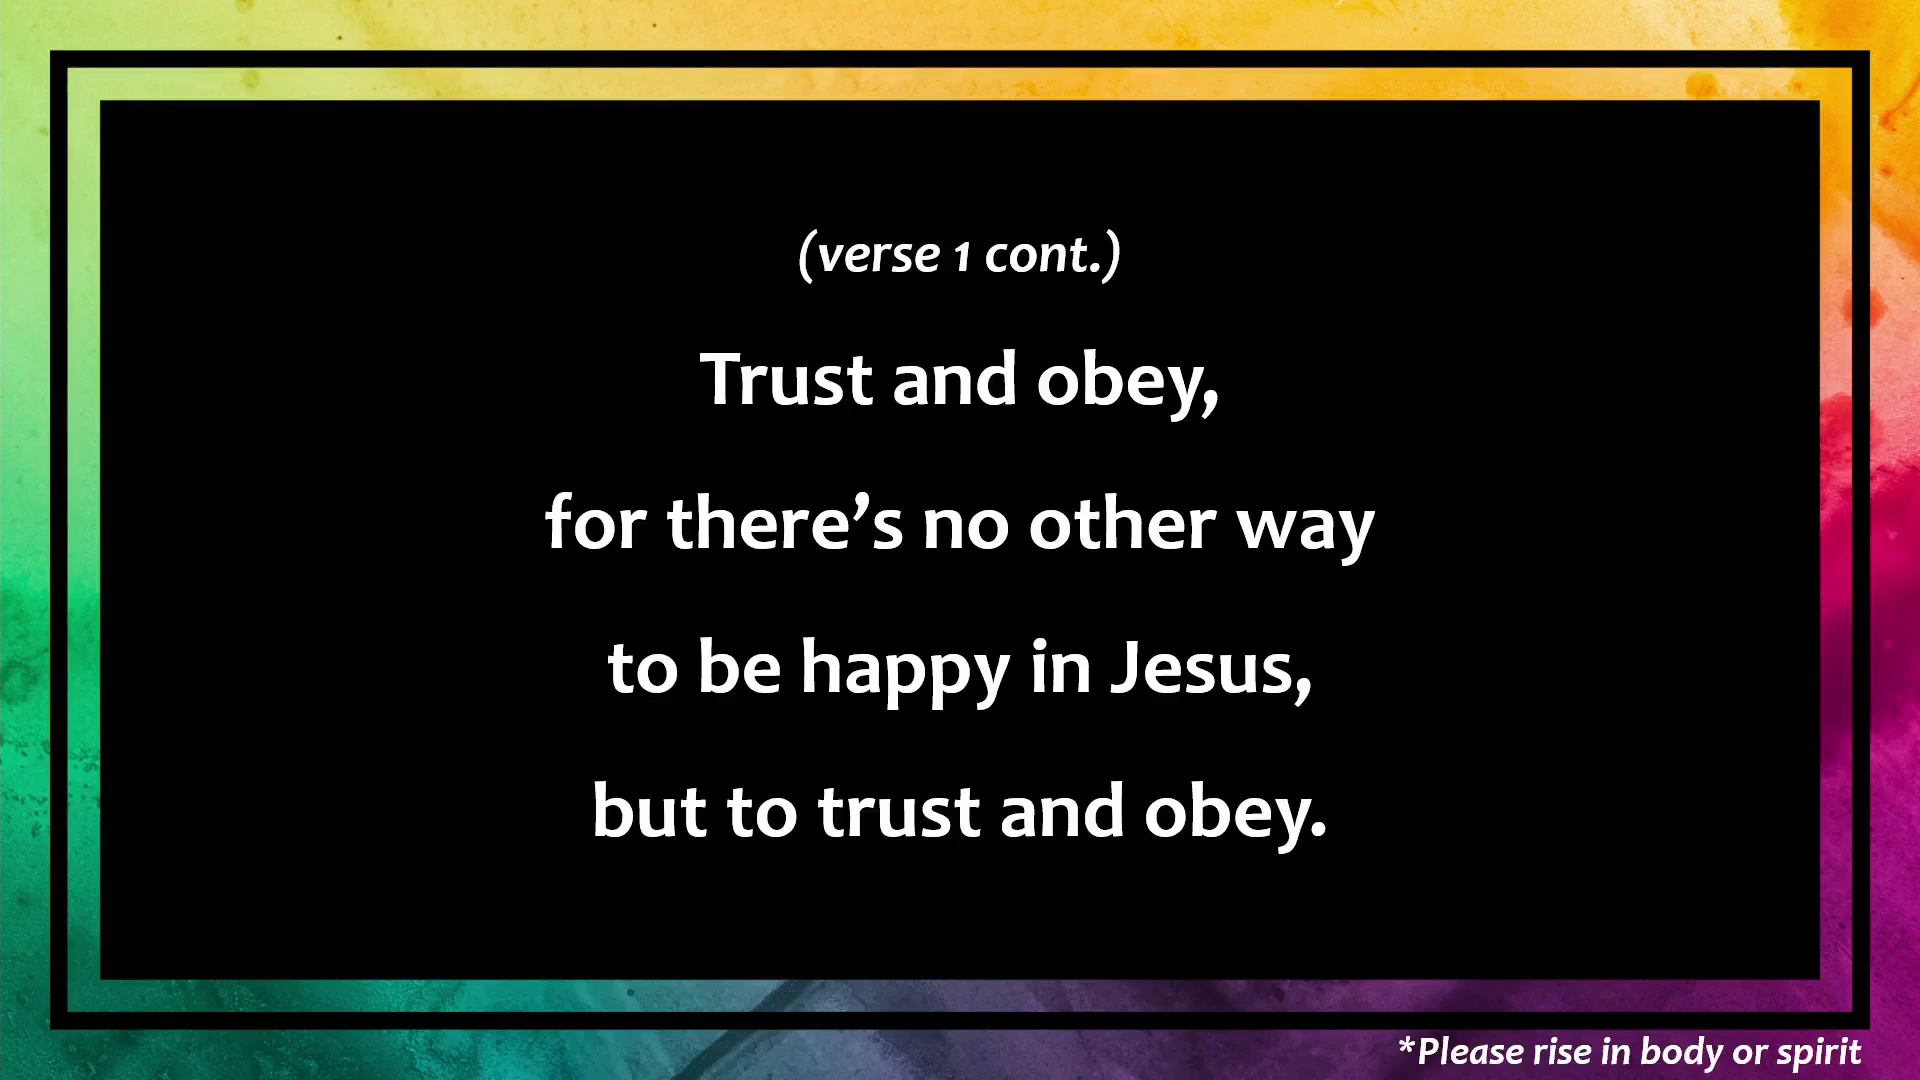 (verse 1 cont.)
Trust and obey,
for there’s no other way
to be happy in Jesus,
but to trust and obey.
*Please rise in body or spirit